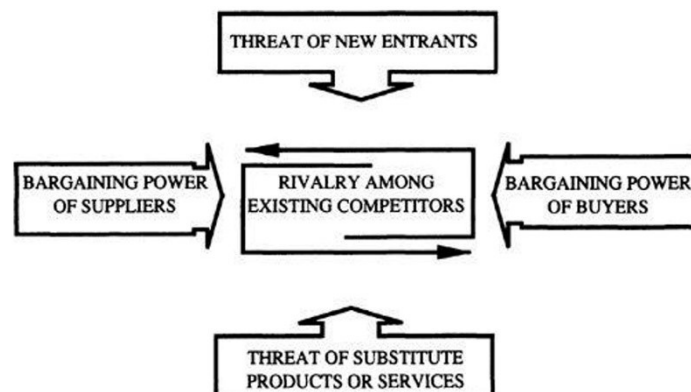 THREAT OF NEW ENTRANTS
BARGAINING POWER
OF SUPPLIERS
RIVALRY AMONG
EXISTING COMPETITORS
BARGAINING POWER
OF BUYERS
THREAT OF SUBSTITUTE
PRODUCTS OR SERVICES